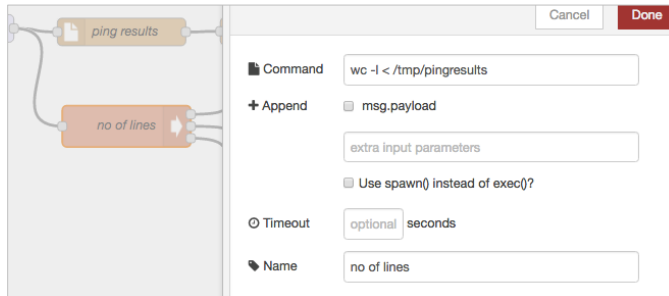 Cancel
Done
ping results
no of lines
Command
wc -l < /tmp/pingresults
Append
msg.payload
extra input parameters
Use spawn() instead of exec()?
Timeout
optional
seconds
Name
no of lines